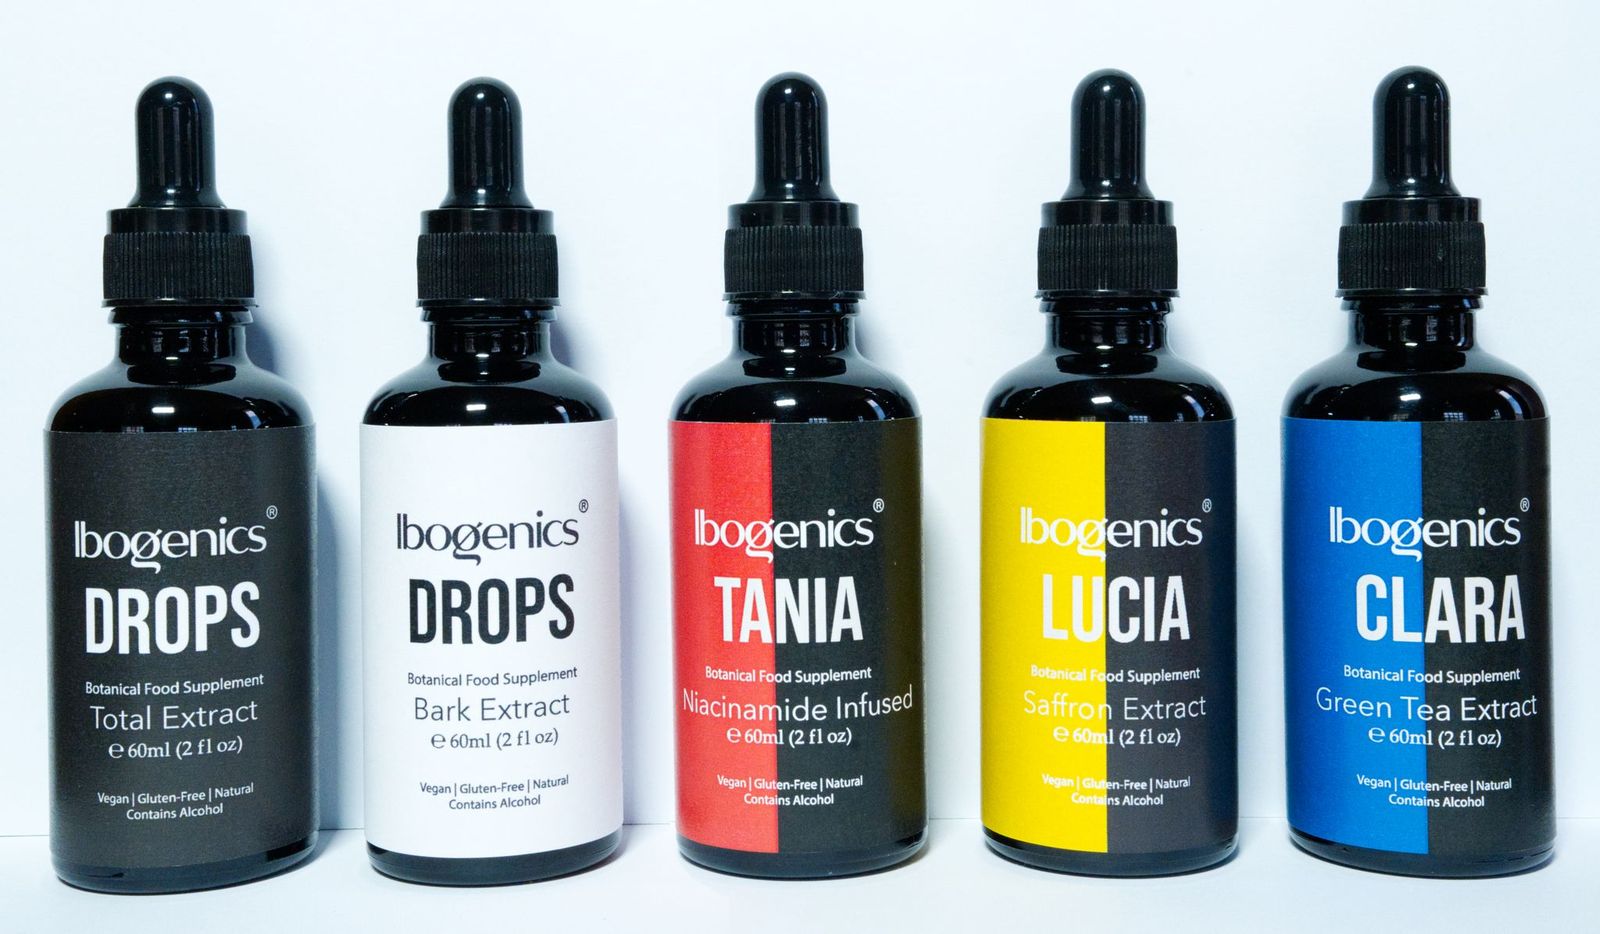 Ibogenics®
DROPS
Botanical Food Supplement
Total Extract
℮ 60ml (2 fl oz)
Vegan | Gluten-Free | Natural
Contains Alcohol
Ibogenics®
DROPS
Botanical Food Supplement
Bark Extract
℮ 60ml (2 fl oz)
Vegan | Gluten-Free | Natural
Contains Alcohol
Ibogenics®
TANIA
Botanical Food Supplement
Niacinamide Infused
℮ 60ml (2 fl oz)
Vegan | Gluten-Free | Natural
Contains Alcohol
Ibogenics®
LUCIA
Botanical Food Supplement
Saffron Extract
℮ 60ml (2 fl oz)
Vegan | Gluten-Free | Natural
Contains Alcohol
Ibogenics®
CLARA
Botanical Food Supplement
Green Tea Extract
℮ 60ml (2 fl oz)
Vegan | Gluten-Free | Natural
Contains Alcohol